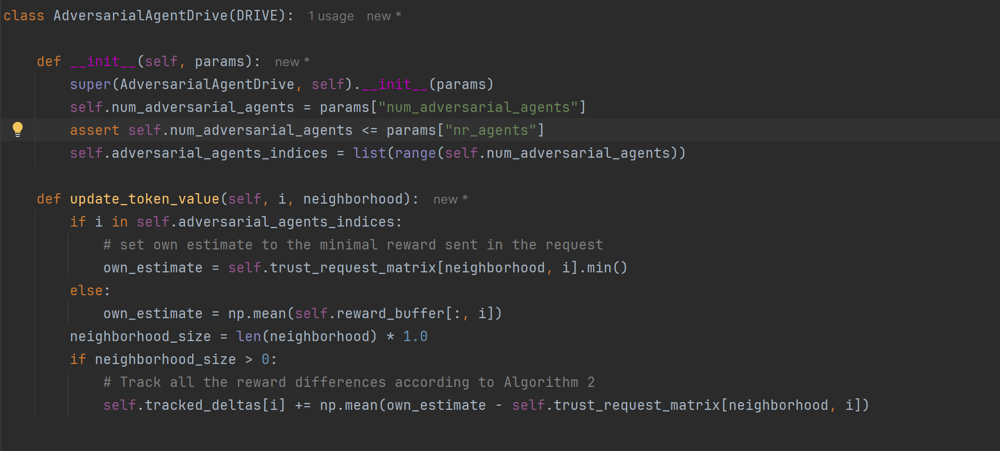 class AdversarialAgentDrive(DRIVE): 1 usage new *
def __init__(self, params): new *
super(AdversarialAgentDrive, self).__init__(params)
self.num_adversarial_agents = params["num_adversarial_agents"]
assert self.num_adversarial_agents <= params["nr_agents"]
self.adversarial_agents_indices = list(range(self.num_adversarial_agents))
def update_token_value(self, i, neighborhood): new *
if i in self.adversarial_agents_indices:
# set own estimate to the minimal reward sent in the request
own_estimate = self.trust_request_matrix[neighborhood, i].min()
else:
own_estimate = np.mean(self.reward_buffer[:, i])
neighborhood_size = len(neighborhood) * 1.0
if neighborhood_size > 0:
# Track all the reward differences according to Algorithm 2
self.tracked_deltas[i] += np.mean(own_estimate - self.trust_request_matrix[neighborhood, i])